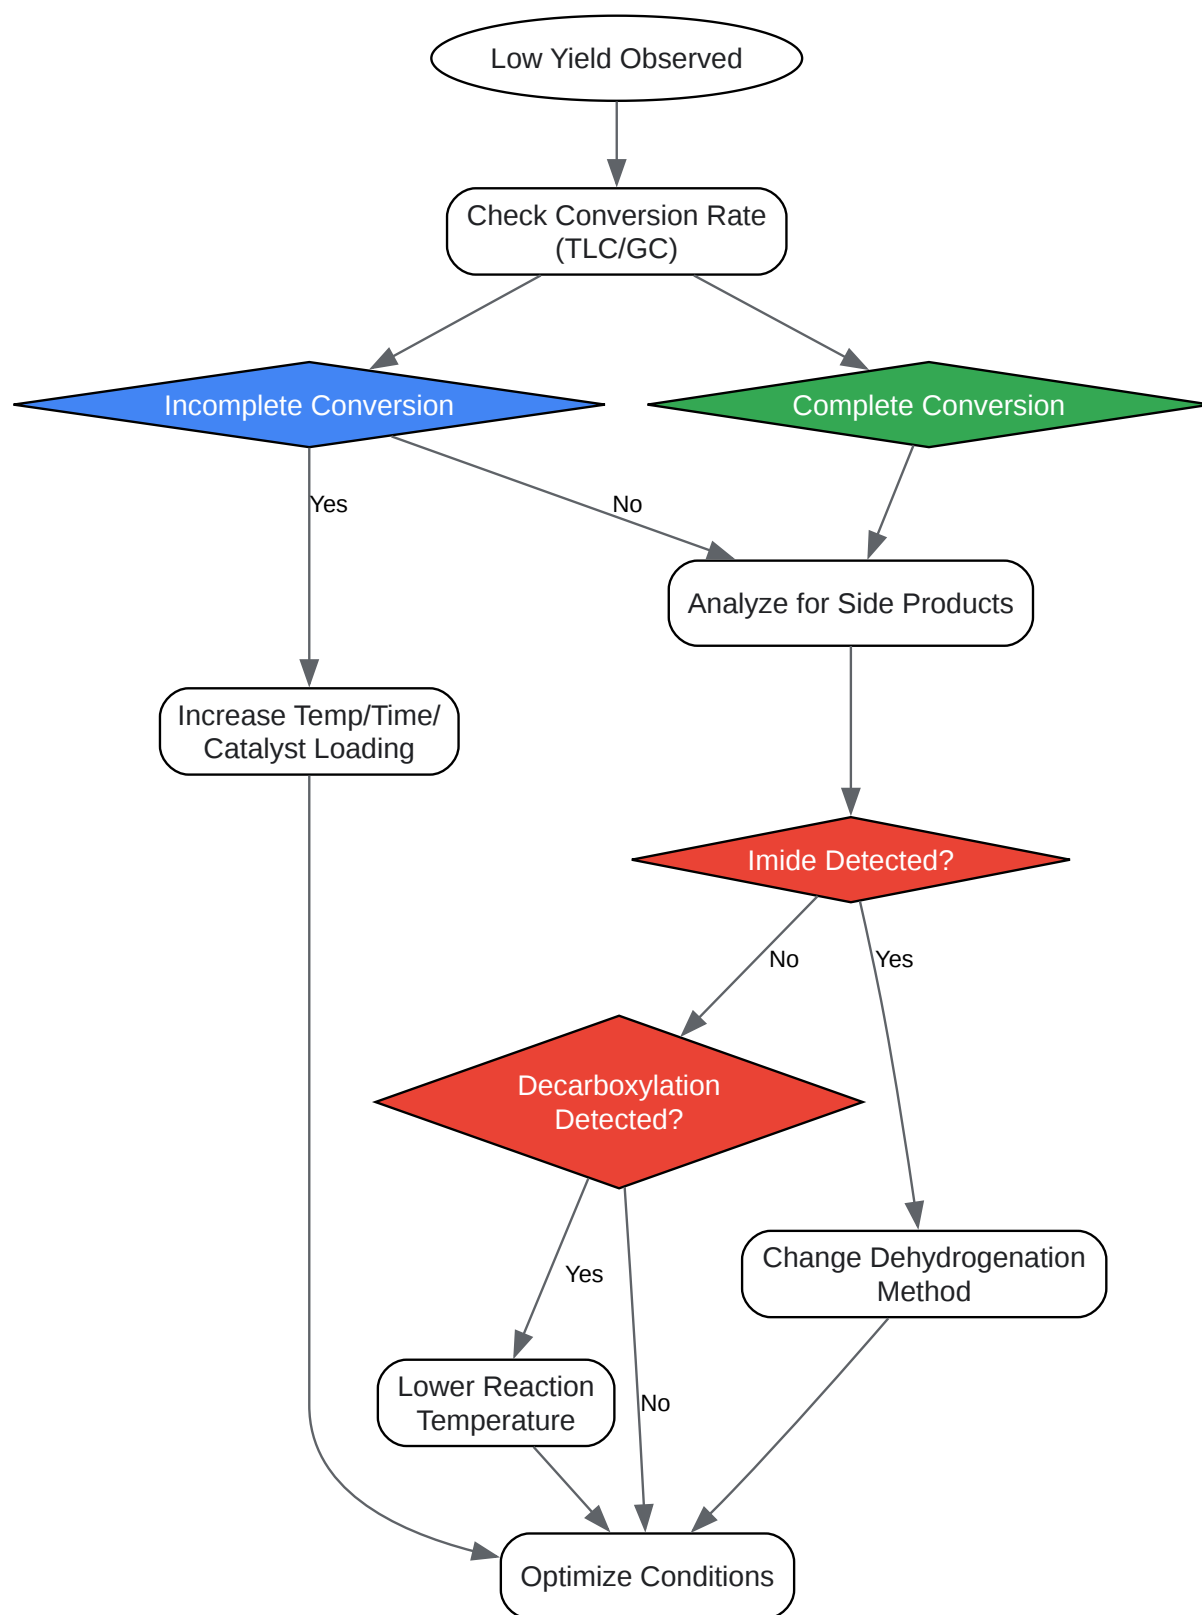 Low Yield Observed
Check Conversion Rate
(TLC/GC)
Incomplete Conversion
Complete Conversion
Yes
No
Analyze for Side Products
Increase Temp/Time/
Catalyst Loading
Imide Detected?
No
Yes
Decarboxylation
Detected?
Change Dehydrogenation
Method
Yes
Lower Reaction
Temperature
No
Optimize Conditions